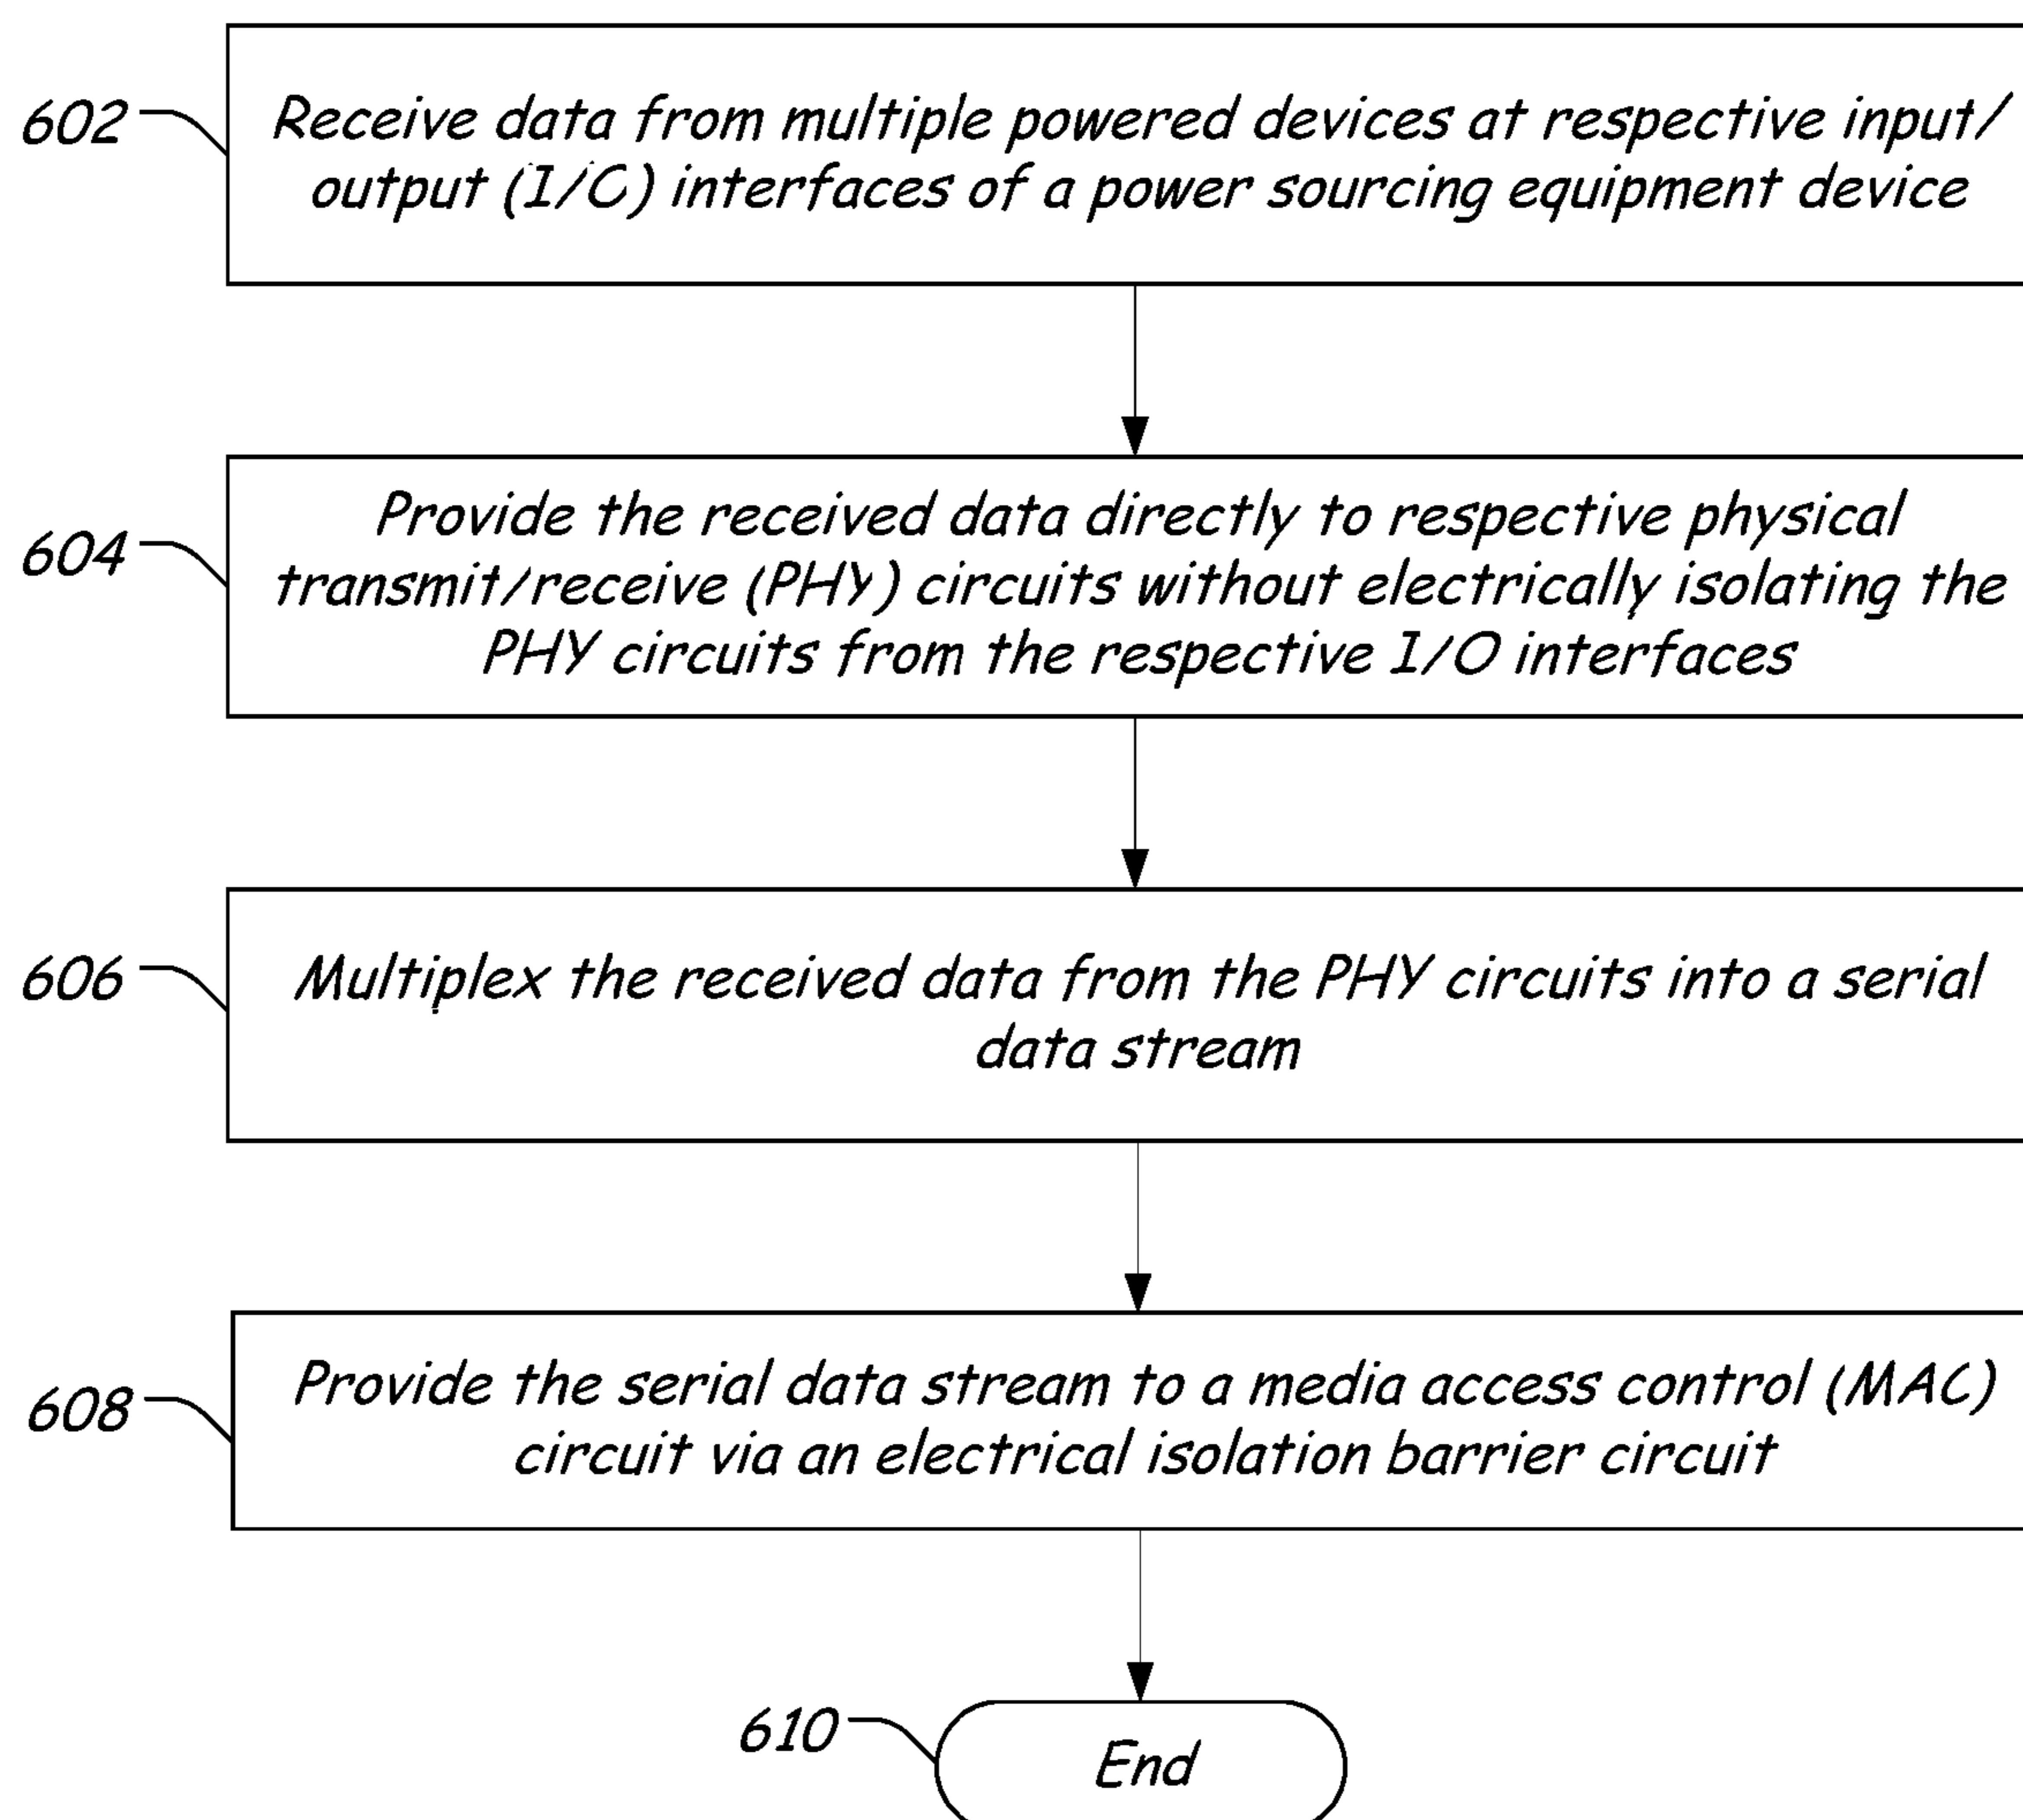 602
Receive data from multiple powered devices at respective input/
output (I/O) interfaces of a power sourcing equipment device
604
Provide the received data directly to respective physical
transmit/receive (PHY) circuits without electrically isolating the
PHY circuits from the respective I/O interfaces
606
Multiplex the received data from the PHY circuits into a serial
data stream
608
Provide the serial data stream to a media access control (MAC)
circuit via an electrical isolation barrier circuit
610
End